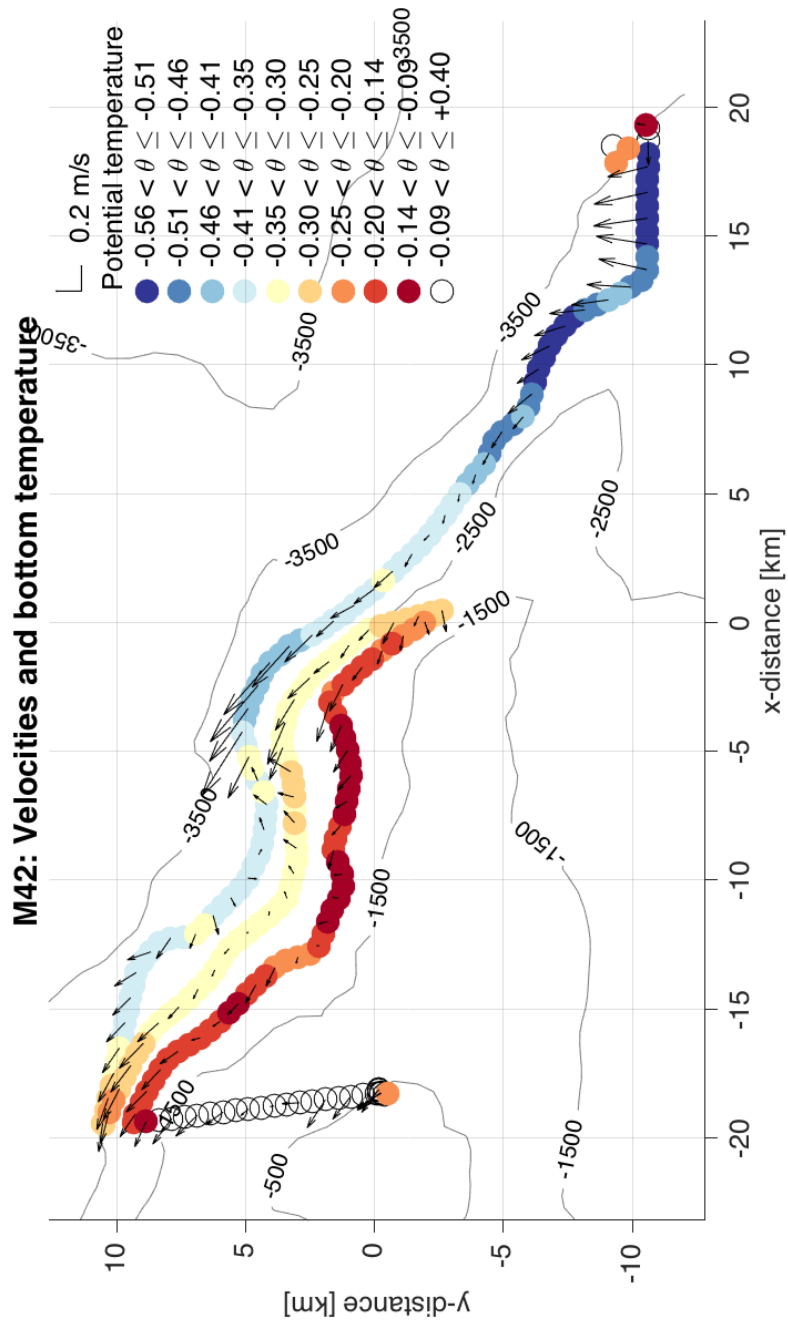 M42: Velocities and bottom temperature
0.2 m/s
Potential temperature
-0.56 < θ ≤ -0.51
-0.51 < θ ≤ -0.46
-0.46 < θ ≤ -0.41
-0.41 < θ ≤ -0.35
-0.35 < θ ≤ -0.30
-0.30 < θ ≤ -0.25
-0.25 < θ ≤ -0.20
-0.20 < θ ≤ -0.14
-0.14 < θ ≤ -0.09
-0.09 < θ ≤ +0.40
-3500
-3500
-3500
-3500
-3500
-3500
-2500
-2500
-1500
-1500
-1500
-1500
-1500
-500
10
5
0
-5
-10
y-distance [km]
-20
-15
-10
-5
0
5
10
15
20
x-distance [km]